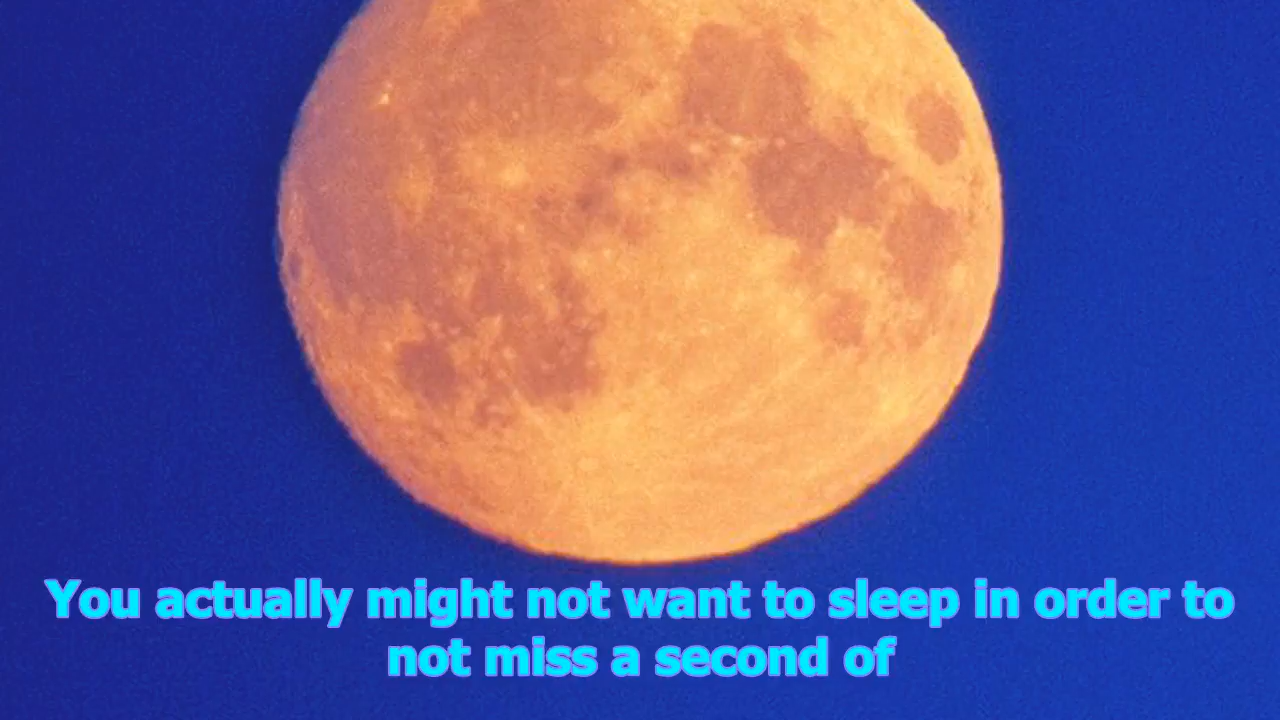 You actually might not want to sleep in order to
not miss a second of